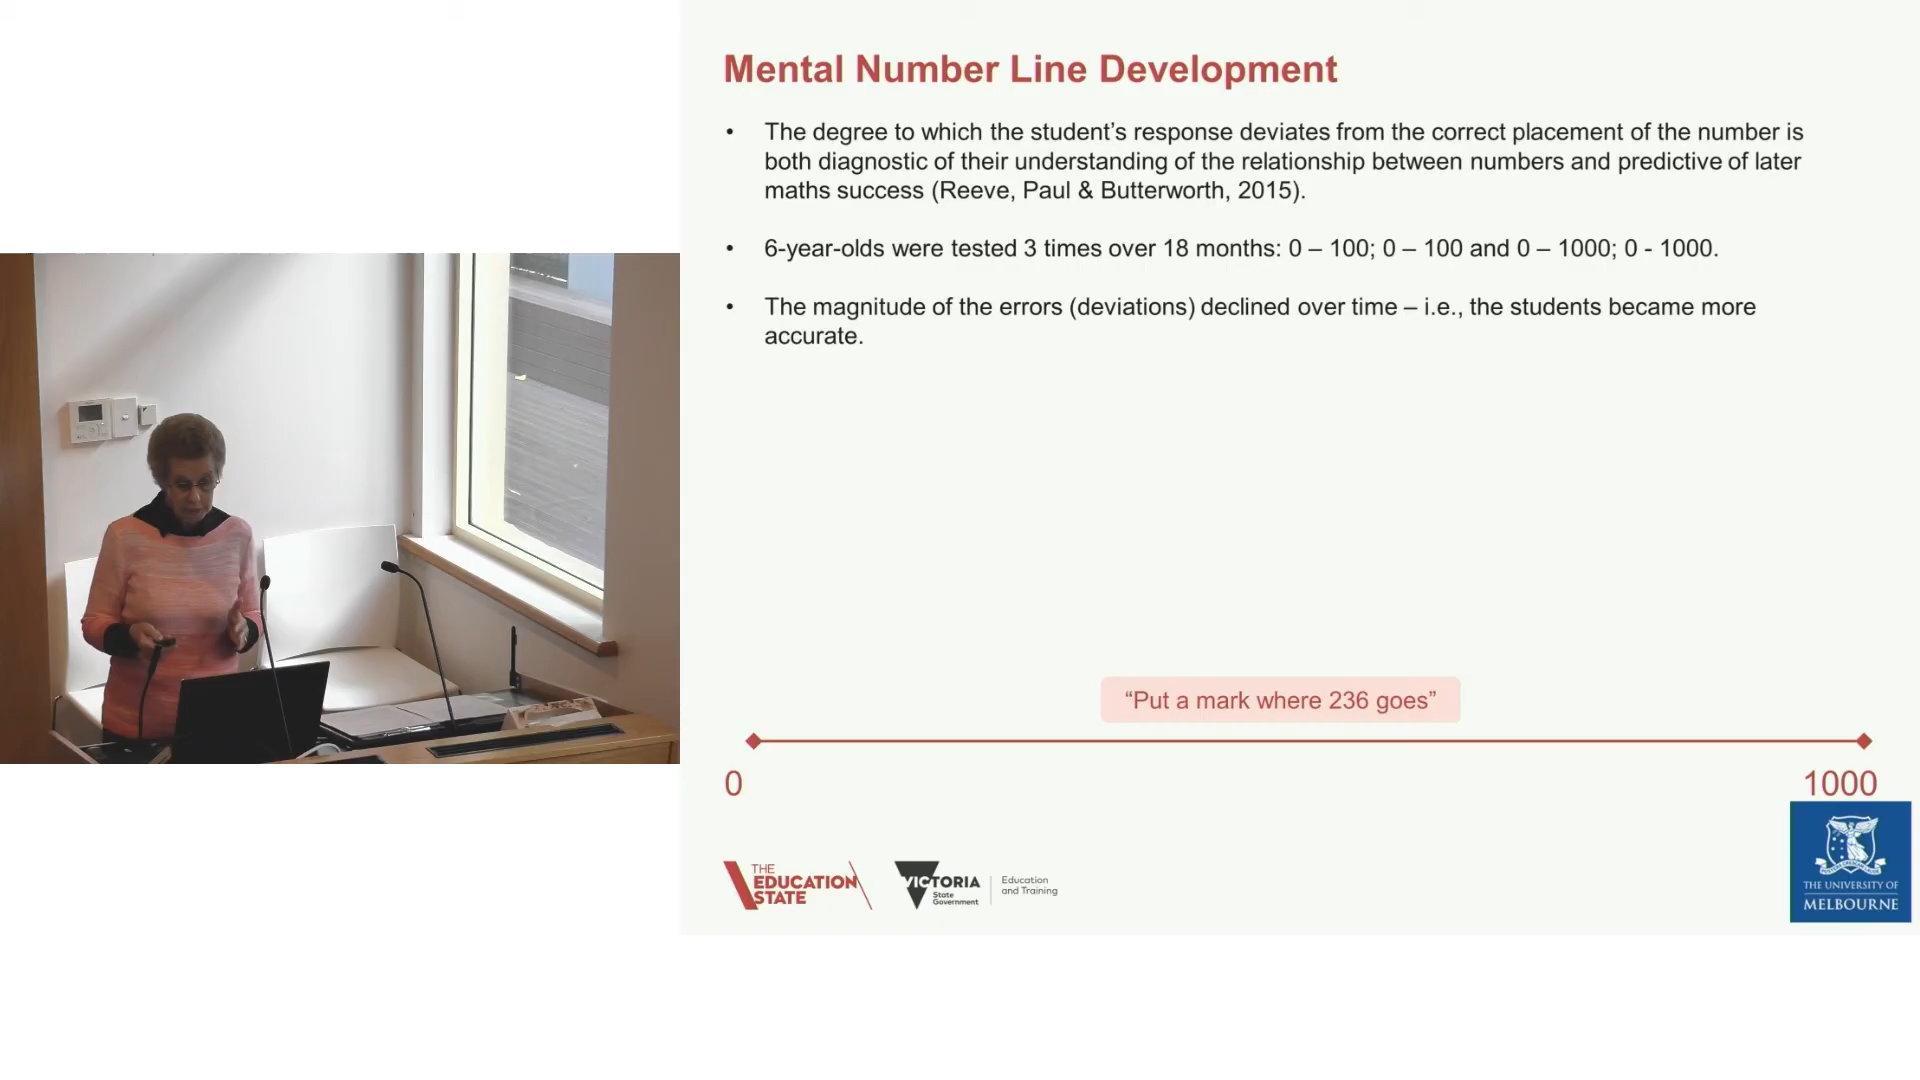 Mental Number Line Development
• The degree to which the student’s response deviates from the correct placement of the number is
both diagnostic of their understanding of the relationship between numbers and predictive of later
maths success (Reeve, Paul & Butterworth, 2015).
• 6-year-olds were tested 3 times over 18 months: 0 – 100; 0 – 100 and 0 – 1000; 0 - 1000.
• The magnitude of the errors (deviations) declined over time – i.e., the students became more
accurate.
“Put a mark where 236 goes”
0
1000
THE
EDUCATION
STATE
VICTORIA
State
Government
Education
and Training
THE UNIVERSITY OF
MELBOURNE